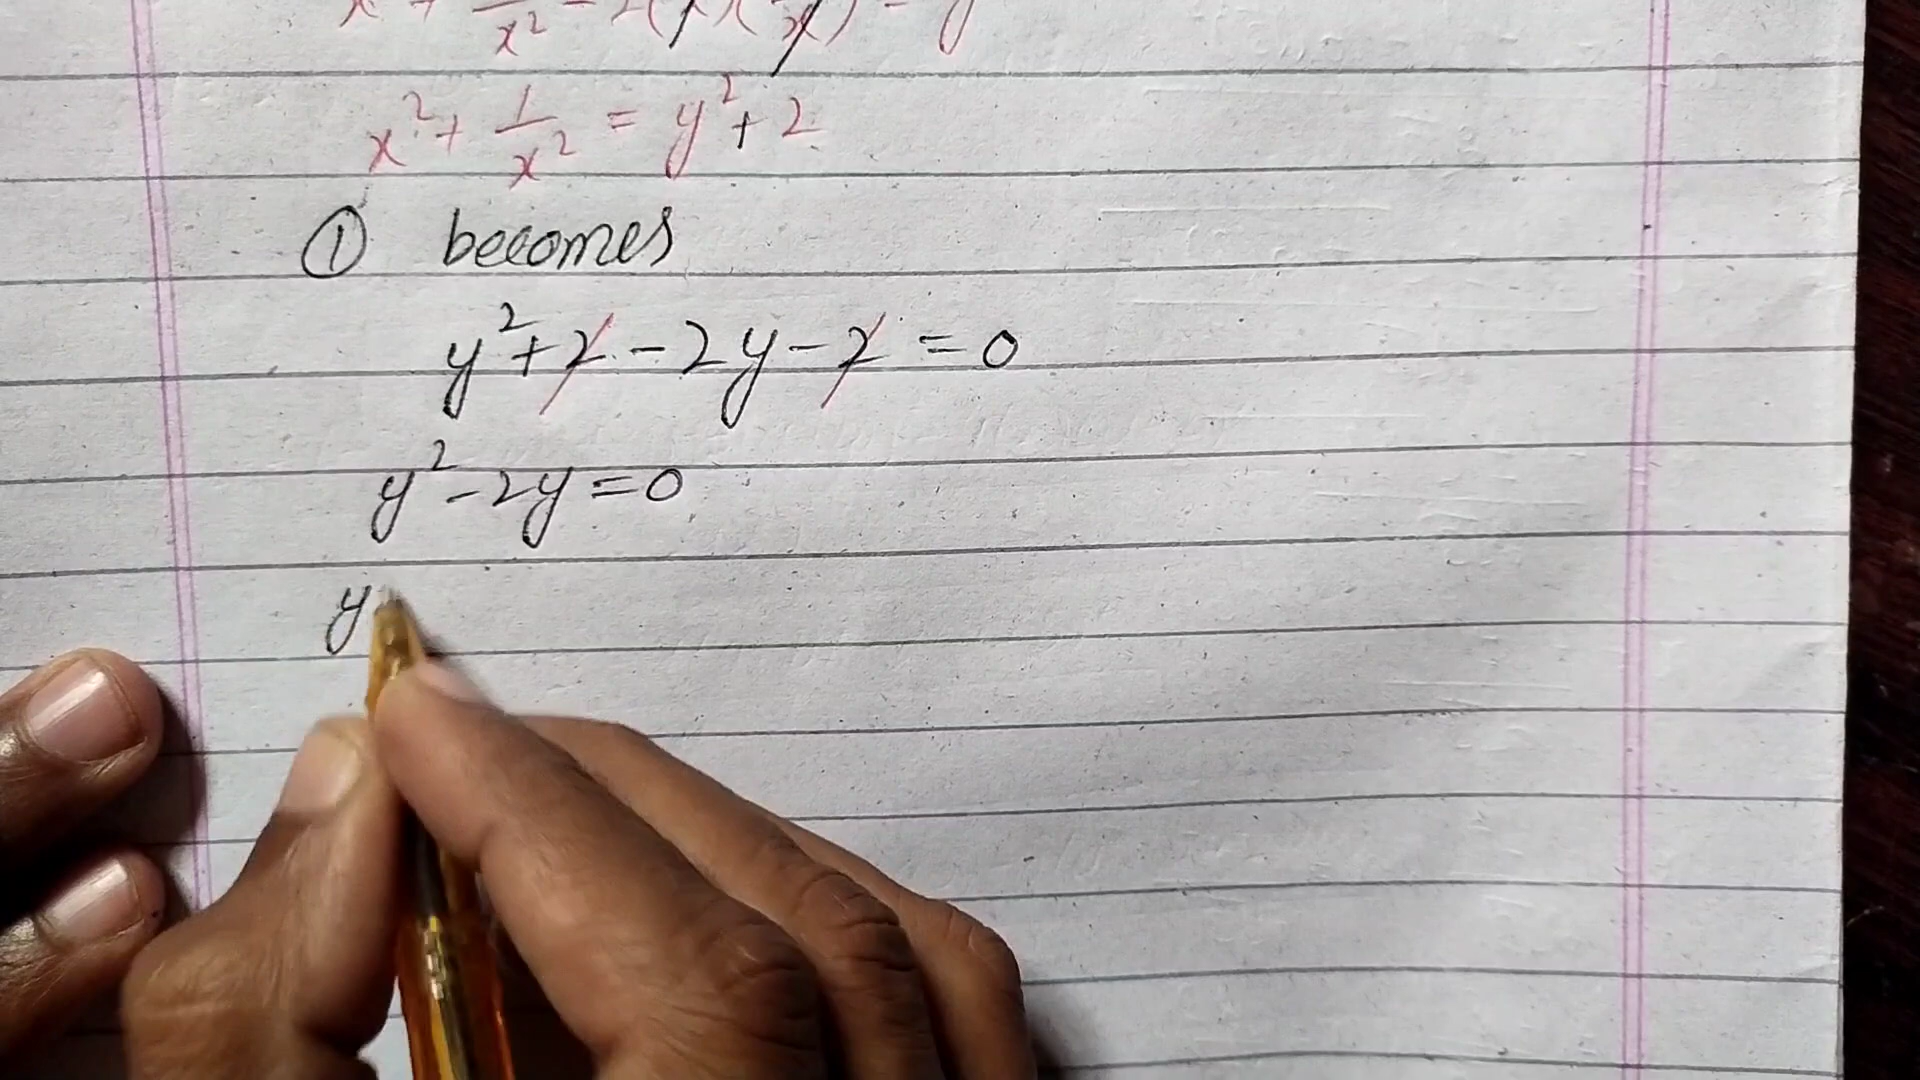 x² + 1/x² = y² + 2
① becomes
y² + 2 - 2y - 2 = 0
y² - 2y = 0
y